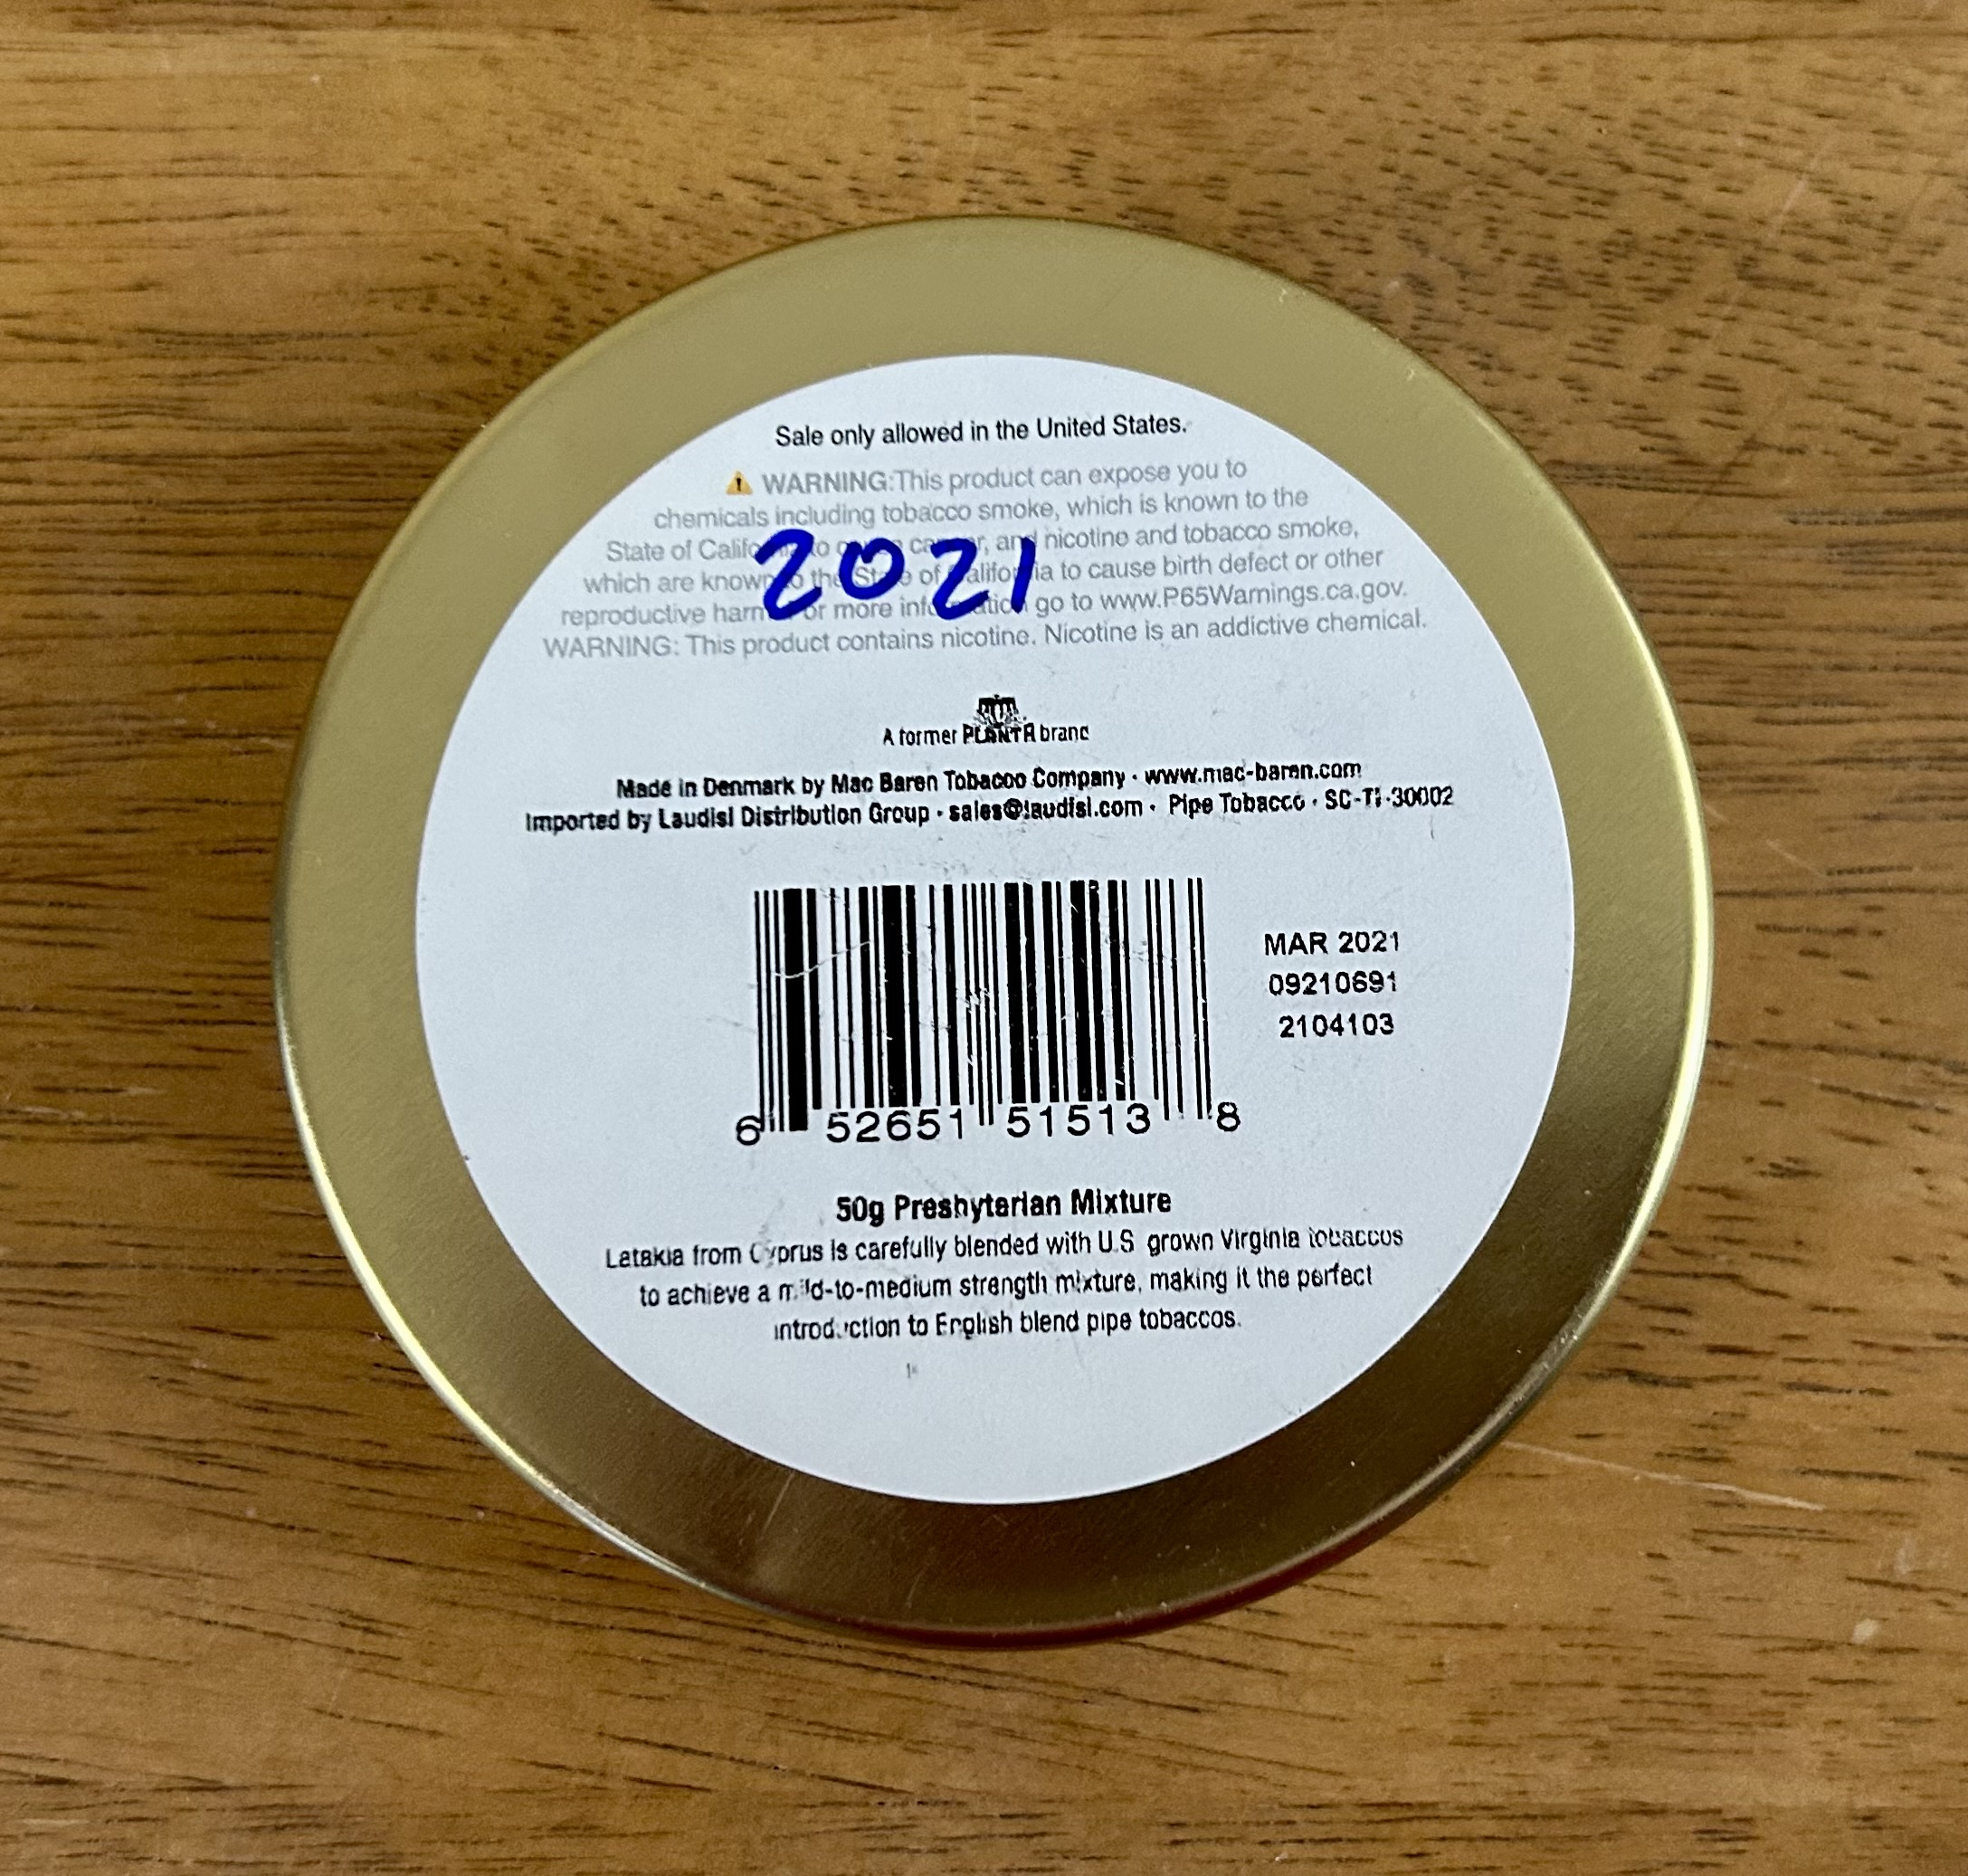 Sale only allowed in the United States.
⚠ WARNING:This product can expose you to
chemicals including tobacco smoke, which is known to the
State of California to cause cancer, and nicotine and tobacco smoke,
which are known to the State of California to cause birth defect or other
reproductive harm. For more information go to www.P65Warnings.ca.gov.
WARNING: This product contains nicotine. Nicotine is an addictive chemical.
2021
A former PLANTA brand
Made in Denmark by Mac Baren Tobacco Company · www.mac-baren.com
Imported by Laudisi Distribution Group · sales@laudisi.com · Pipe Tobacco · SC-TI-30002
MAR 2021
09210691
2104103
6 52651 51513 8
50g Presbyterian Mixture
Latakia from Cyprus is carefully blended with U.S grown Virginia tobaccos
to achieve a mild-to-medium strength mixture, making it the perfect
introduction to English blend pipe tobaccos.